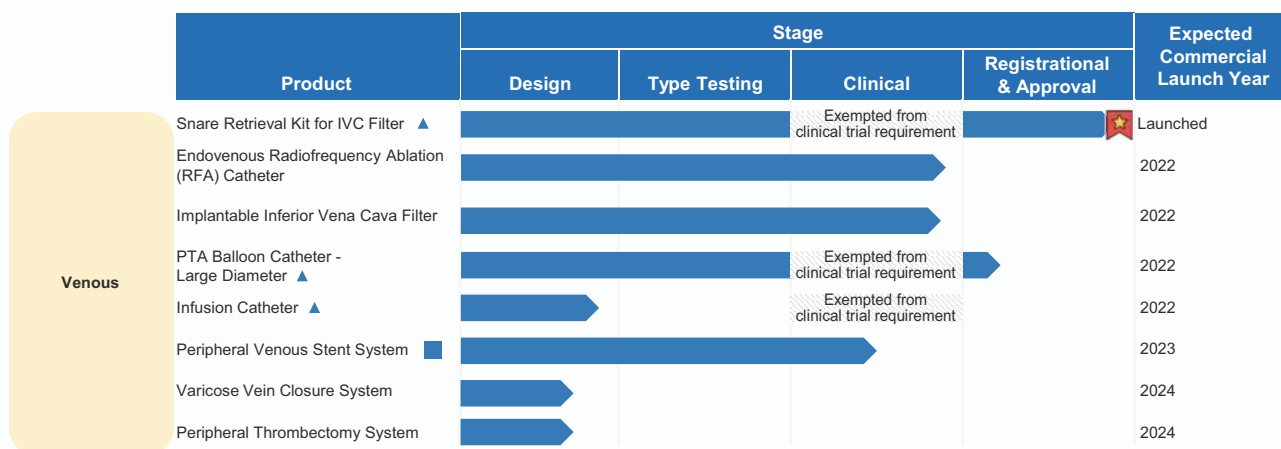 Stage
Expected
Commercial
Launch Year
Product
Design
Type Testing
Clinical
Registrational
& Approval
Venous
Snare Retrieval Kit for IVC Filter ▲
Exempted from
clinical trial requirement
Launched
Endovenous Radiofrequency Ablation
(RFA) Catheter
2022
Implantable Inferior Vena Cava Filter
2022
PTA Balloon Catheter -
Large Diameter ▲
Exempted from
clinical trial requirement
2022
Infusion Catheter ▲
Exempted from
clinical trial requirement
2022
Peripheral Venous Stent System ■
2023
Varicose Vein Closure System
2024
Peripheral Thrombectomy System
2024